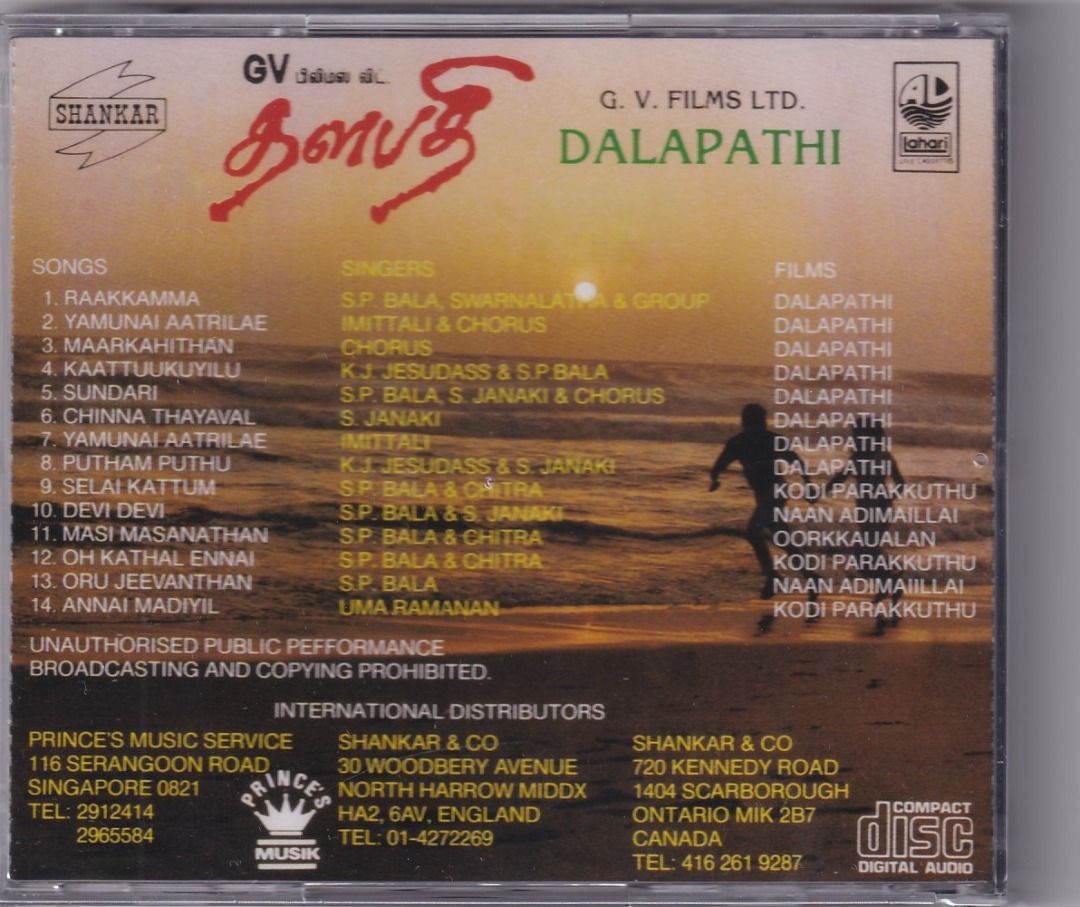 SHANKAR
GV பிலிம்ஸ் லிட்.
தளபதி
G. V. FILMS LTD.
DALAPATHI
lahari
SONGS SINGERS FILMS
1. RAAKKAMMA S.P. BALA, SWARNALATHA & GROUP DALAPATHI
2. YAMUNAI AATRILAE IMITTALI & CHORUS DALAPATHI
3. MAARKAHITHAN CHORUS DALAPATHI
4. KAATTUUKUYILU K.J. JESUDASS & S.P.BALA DALAPATHI
5. SUNDARI S.P. BALA, S. JANAKI & CHORUS DALAPATHI
6. CHINNA THAYAVAL S. JANAKI DALAPATHI
7. YAMUNAI AATRILAE IMITTALI DALAPATHI
8. PUTHAM PUTHU K.J. JESUDASS & S. JANAKI DALAPATHI
9. SELAI KATTUM S.P. BALA & CHITRA KODI PARAKKUTHU
10. DEVI DEVI S.P. BALA & S. JANAKI NAAN ADIMAILLAI
11. MASI MASANATHAN S.P. BALA & CHITRA OORKKAUALAN
12. OH KATHAL ENNAI S.P. BALA & CHITRA KODI PARAKKUTHU
13. ORU JEEVANTHAN S.P. BALA NAAN ADIMAIILLAI
14. ANNAI MADIYIL UMA RAMANAN KODI PARAKKUTHU
UNAUTHORISED PUBLIC PEFFORMANCE
BROADCASTING AND COPYING PROHIBITED.
INTERNATIONAL DISTRIBUTORS
PRINCE'S MUSIC SERVICE
116 SERANGOON ROAD
SINGAPORE 0821
TEL: 2912414
2965584
PRINCE'S
MUSIK
SHANKAR & CO
30 WOODBERY AVENUE
NORTH HARROW MIDDX
HA2, 6AV, ENGLAND
TEL: 01-4272269
SHANKAR & CO
720 KENNEDY ROAD
1404 SCARBOROUGH
ONTARIO MIK 2B7
CANADA
TEL: 416 261 9287
COMPACT
disc
DIGITAL AUDIO